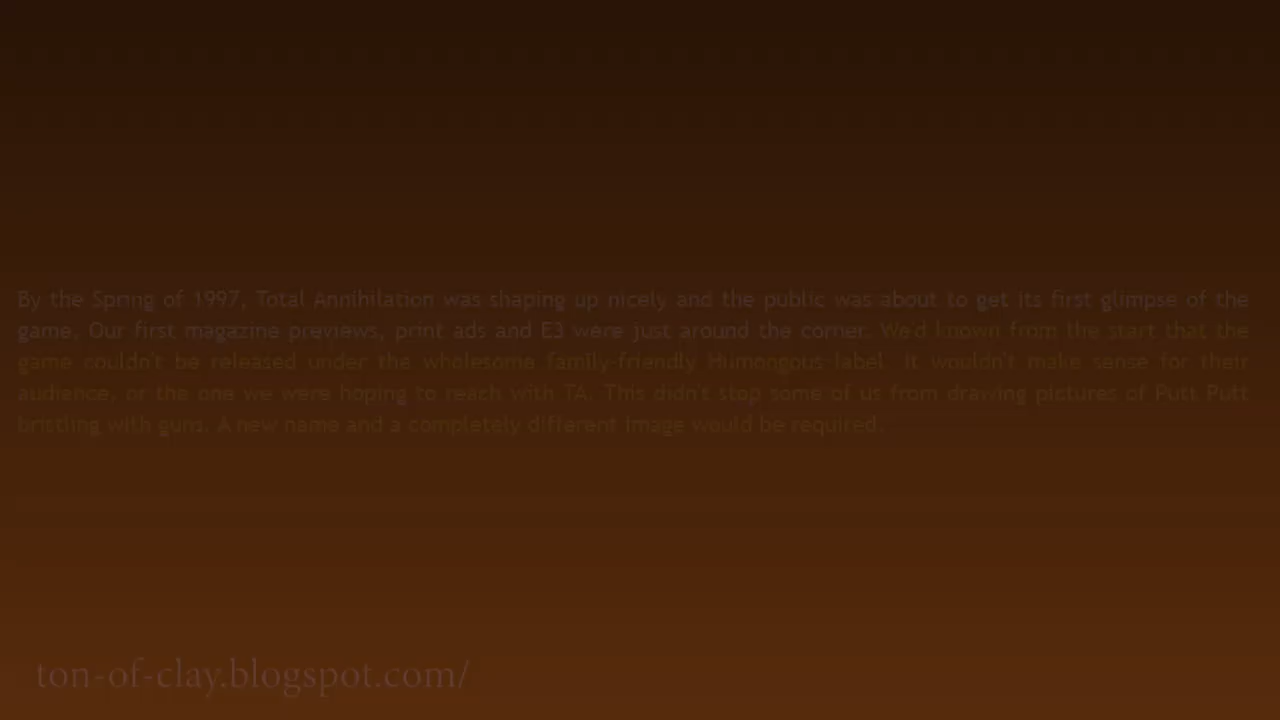 By the Spring of 1997, Total Annihilation was shaping up nicely and the public was about to get its first glimpse of the
game. Our first magazine previews, print ads and E3 were just around the corner. We'd known from the start that the
game couldn't be released under the wholesome family-friendly Humongous label. It wouldn't make sense for their
audience, or the one we were hoping to reach with TA. This didn't stop some of us from drawing pictures of Putt Putt
bristling with guns. A new name and a completely different image would be required.
ton-of-clay.blogspot.com/